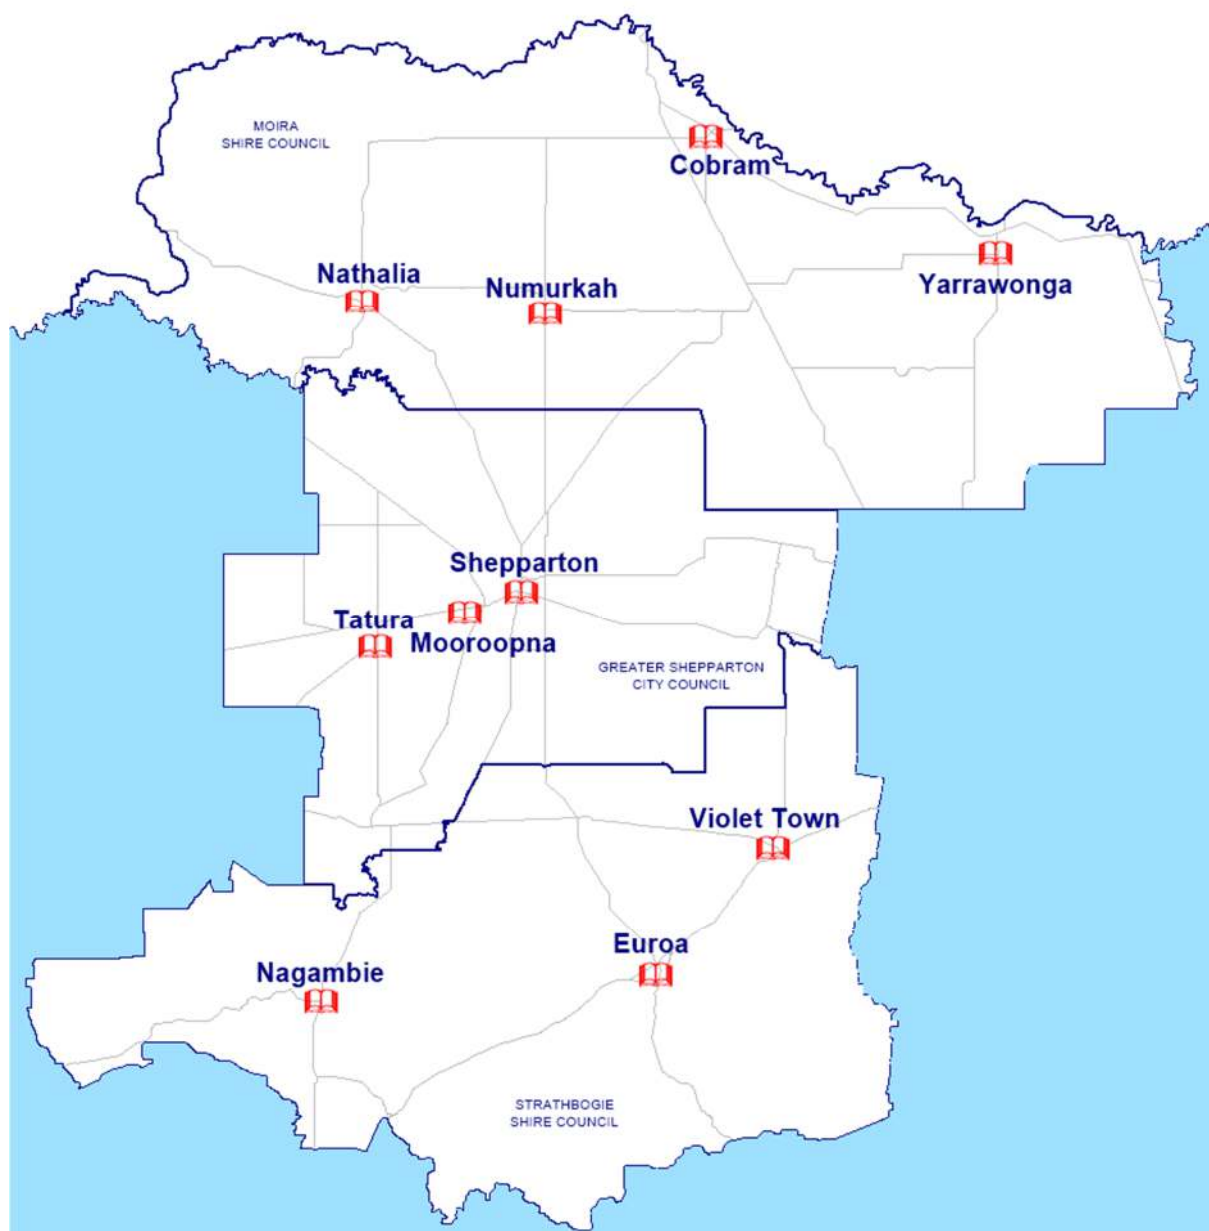 MOIRA
SHIRE COUNCIL
Cobram
Nathalia
Numurkah
Yarrawonga
Shepparton
Tatura
Mooroopna
GREATER SHEPPARTON
CITY COUNCIL
Violet Town
Euroa
Nagambie
STRATHBOGIE
SHIRE COUNCIL